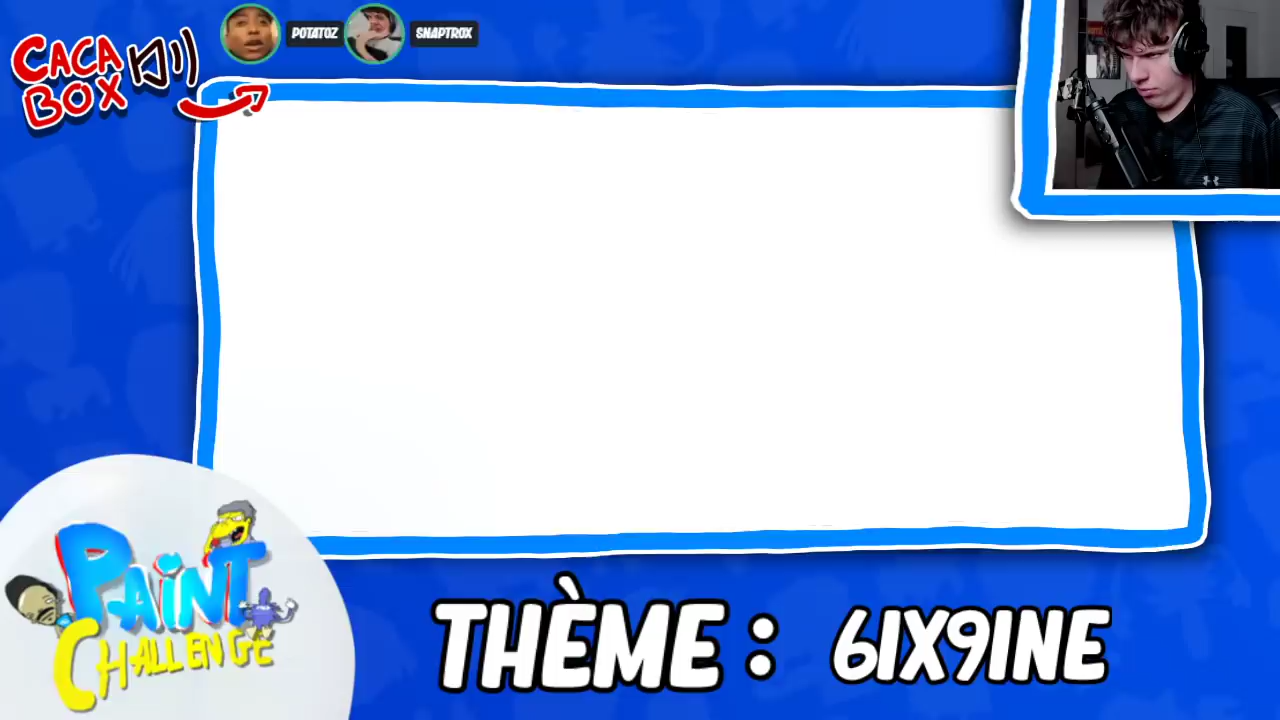 CACA
BOX
POTATOZ
SNAPTROX
PAINT
CHALLENGE
THÈME : 6IX9INE